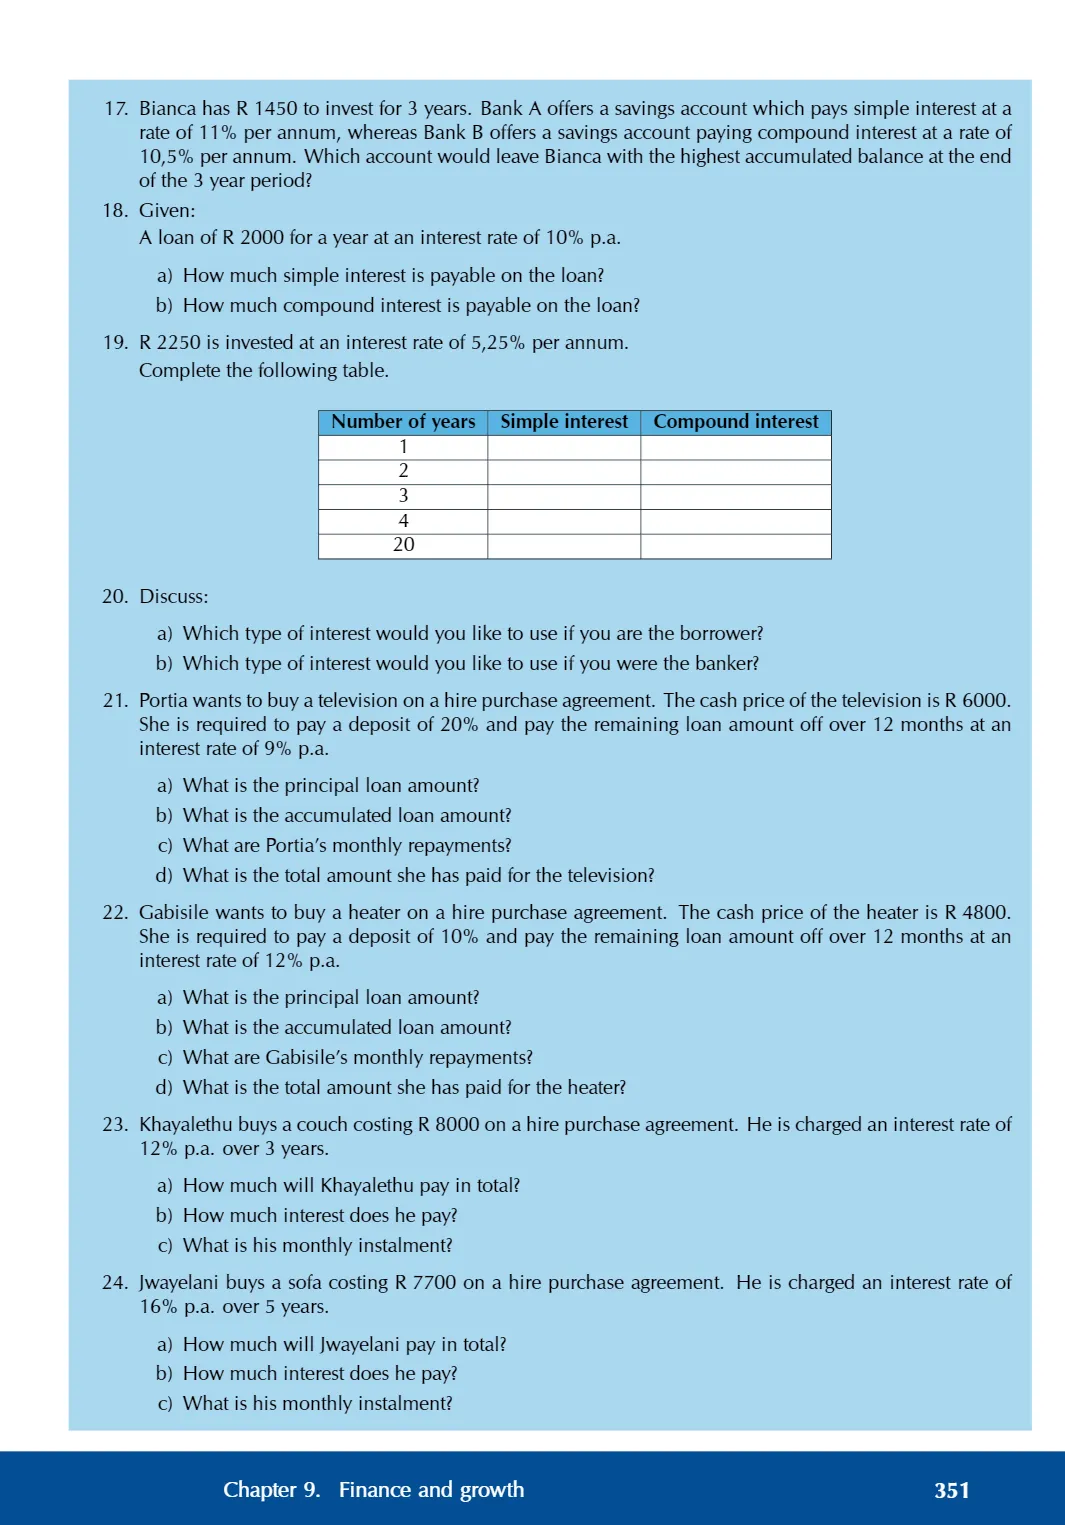 17. Bianca has R 1450 to invest for 3 years. Bank A offers a savings account which pays simple interest at a
rate of 11% per annum, whereas Bank B offers a savings account paying compound interest at a rate of
10,5% per annum. Which account would leave Bianca with the highest accumulated balance at the end
of the 3 year period?
18. Given:
A loan of R 2000 for a year at an interest rate of 10% p.a.
a) How much simple interest is payable on the loan?
b) How much compound interest is payable on the loan?
19. R 2250 is invested at an interest rate of 5,25% per annum.
Complete the following table.
Number of years Simple interest Compound interest
1
2
3
4
20
20. Discuss:
a) Which type of interest would you like to use if you are the borrower?
b) Which type of interest would you like to use if you were the banker?
21. Portia wants to buy a television on a hire purchase agreement. The cash price of the television is R 6000.
She is required to pay a deposit of 20% and pay the remaining loan amount off over 12 months at an
interest rate of 9% p.a.
a) What is the principal loan amount?
b) What is the accumulated loan amount?
c) What are Portia's monthly repayments?
d) What is the total amount she has paid for the television?
22. Gabisile wants to buy a heater on a hire purchase agreement. The cash price of the heater is R 4800.
She is required to pay a deposit of 10% and pay the remaining loan amount off over 12 months at an
interest rate of 12% p.a.
a) What is the principal loan amount?
b) What is the accumulated loan amount?
c) What are Gabisile's monthly repayments?
d) What is the total amount she has paid for the heater?
23. Khayalethu buys a couch costing R 8000 on a hire purchase agreement. He is charged an interest rate of
12% p.a. over 3 years.
a) How much will Khayalethu pay in total?
b) How much interest does he pay?
c) What is his monthly instalment?
24. Jwayelani buys a sofa costing R 7700 on a hire purchase agreement. He is charged an interest rate of
16% p.a. over 5 years.
a) How much will Jwayelani pay in total?
b) How much interest does he pay?
c) What is his monthly instalment?
Chapter 9. Finance and growth 351